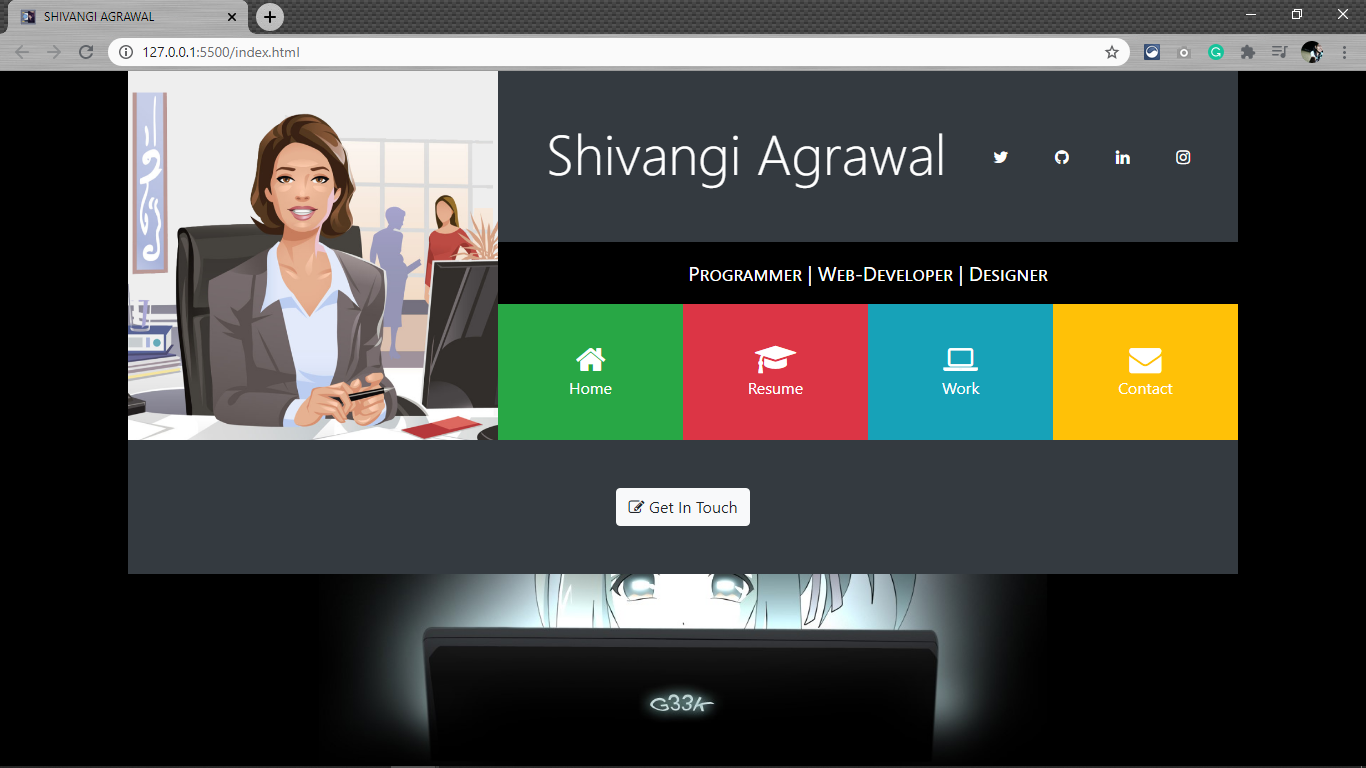 SHIVANGI AGRAWAL
127.0.0.1:5500/index.html
Shivangi Agrawal
Programmer | Web-Developer | Designer
Home
Resume
Work
Contact
Get In Touch
G33K